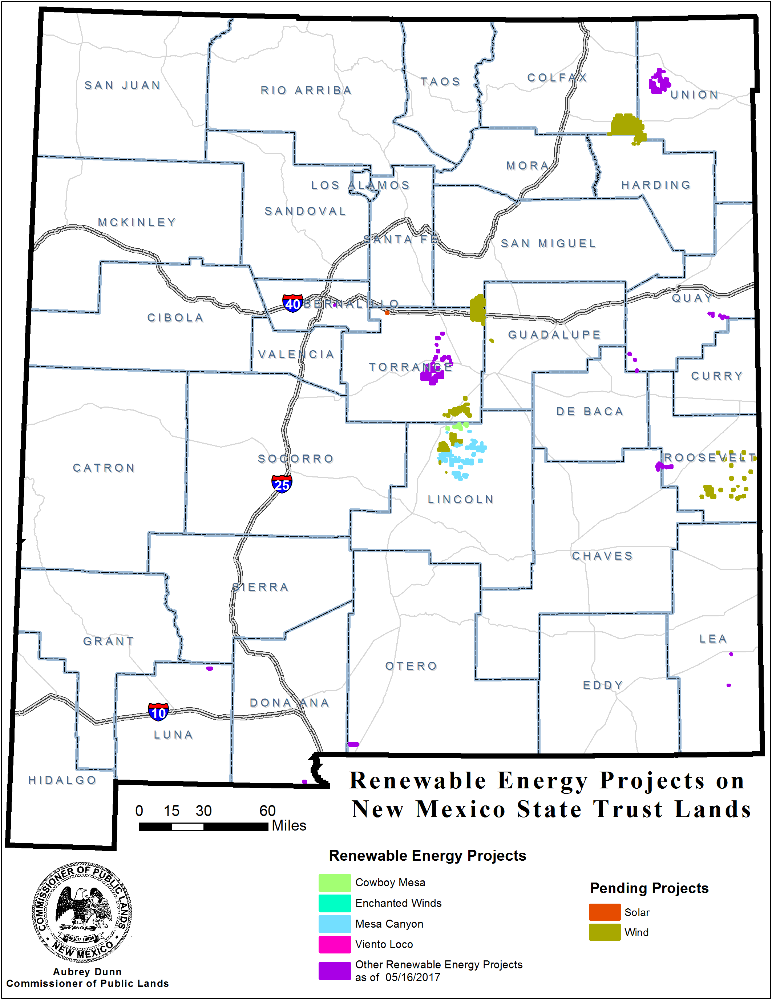 SAN JUAN
RIO ARRIBA
TAOS
COLFAX
UNION
MORA
HARDING
LOS ALAMOS
SANDOVAL
MCKINLEY
SANTA FE
SAN MIGUEL
QUAY
40
BERNALILLO
CIBOLA
GUADALUPE
VALENCIA
TORRANCE
CURRY
DE BACA
ROOSEVELT
SOCORRO
CATRON
25
LINCOLN
CHAVES
SIERRA
LEA
GRANT
OTERO
EDDY
DONA ANA
10
LUNA
HIDALGO
Renewable Energy Projects on
New Mexico State Trust Lands
0 15 30 60
Miles
Renewable Energy Projects
Cowboy Mesa
Enchanted Winds
Mesa Canyon
Viento Loco
Other Renewable Energy Projects
as of 05/16/2017
Pending Projects
Solar
Wind
COMMISSIONER OF PUBLIC LANDS
CRESCIT EUNDO
NEW MEXICO
Aubrey Dunn
Commissioner of Public Lands